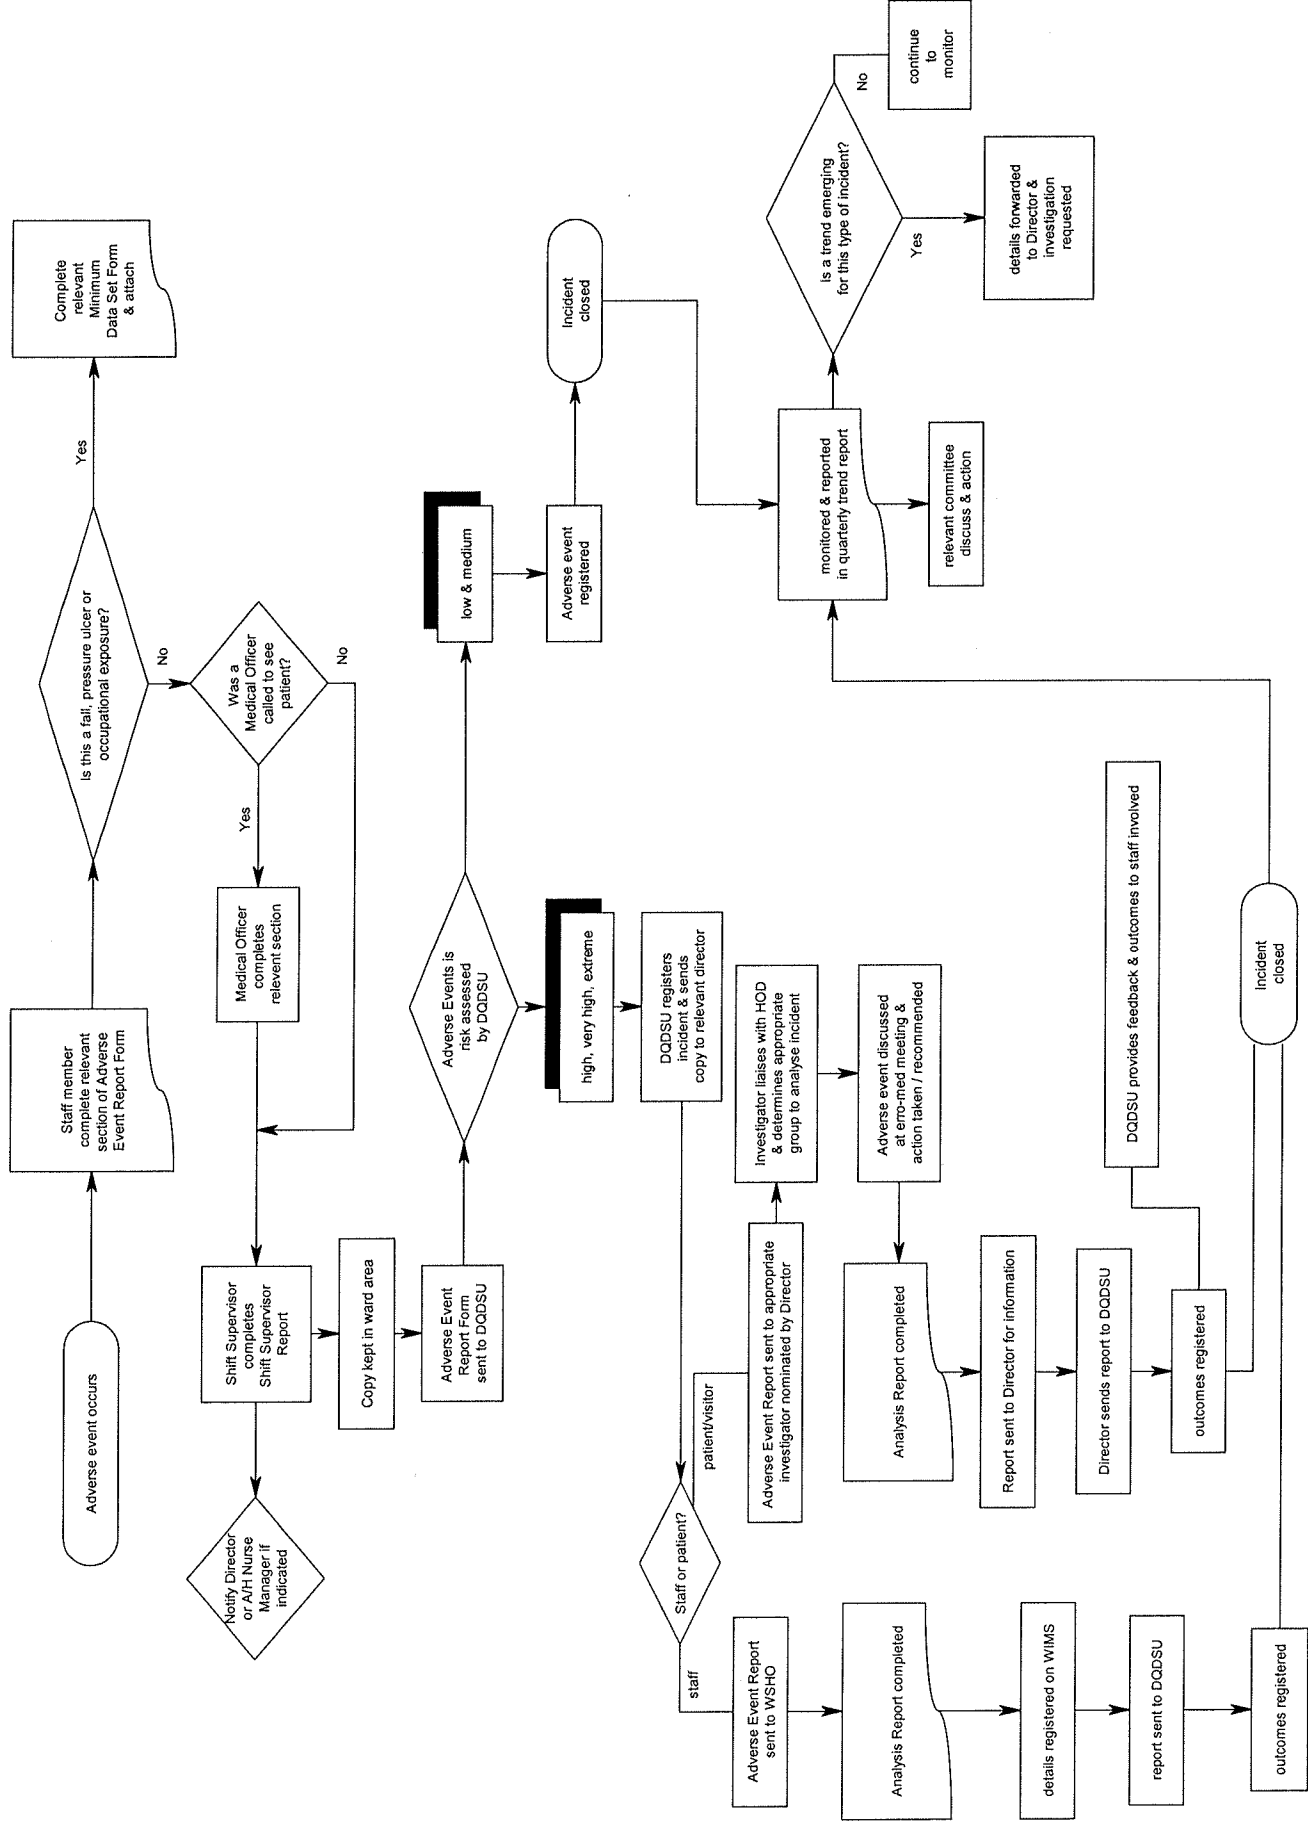 Adverse event occurs
Staff member
complete relevant
section of Adverse
Event Report Form
Is this a fall, pressure ulcer or
occupational exposure?
Yes
Complete
relevant
Minimum
Data Set Form
& attach
No
Was a
Medical Officer
called to see
patient?
No
Yes
Medical Officer
completes
relevent section
Shift Supervisor
completes
Shift Supervisor
Report
Notify Director
or A/H Nurse
Manager if
indicated
Copy kept in ward area
Adverse Event
Report Form
sent to DQDSU
Adverse Events is
risk assessed
by DQDSU
low & medium
Adverse event
registered
Incident
closed
high, very high, extreme
DQDSU registers
incident & sends
copy to relevant director
Staff or patient?
patient/visitor
Adverse Event Report sent to appropriate
investigator nominated by Director
Investigator liaises with HOD
& determines appropriate
group to analyse incident
Adverse event discussed
at erro-med meeting &
action taken / recommended
Analysis Report completed
Report sent to Director for information
Director sends report to DQDSU
outcomes registered
DQDSU provides feedback & outcomes to staff involved
staff
Adverse Event Report
sent to WSHO
Analysis Report completed
details registered on WIMS
report sent to DQDSU
outcomes registered
Incident
closed
monitored & reported
in quarterly trend report
relevant committee
discuss & action
Is a trend emerging
for this type of incident?
No
continue
to
monitor
Yes
details forwarded
to Director &
investigation
requested